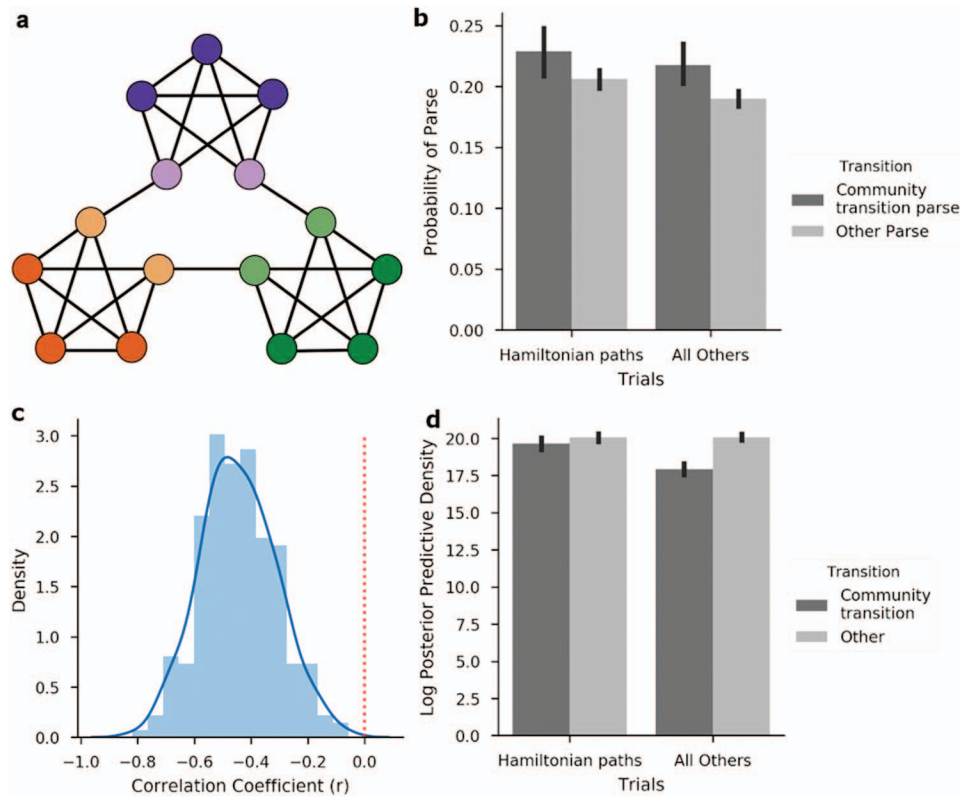 a
b
0.25
0.20
0.15
0.10
0.05
0.00
Probability of Parse
Hamiltonian paths
All Others
Trials
Transition
Community
transition parse
Other Parse
c
3.0
2.5
2.0
1.5
1.0
0.5
0.0
Density
−1.0
−0.8
−0.6
−0.4
−0.2
0.0
Correlation Coefficient (r)
d
20.0
17.5
15.0
12.5
10.0
7.5
5.0
2.5
0.0
Log Posterior Predictive Density
Hamiltonian paths
All Others
Trials
Transition
Community
transition
Other